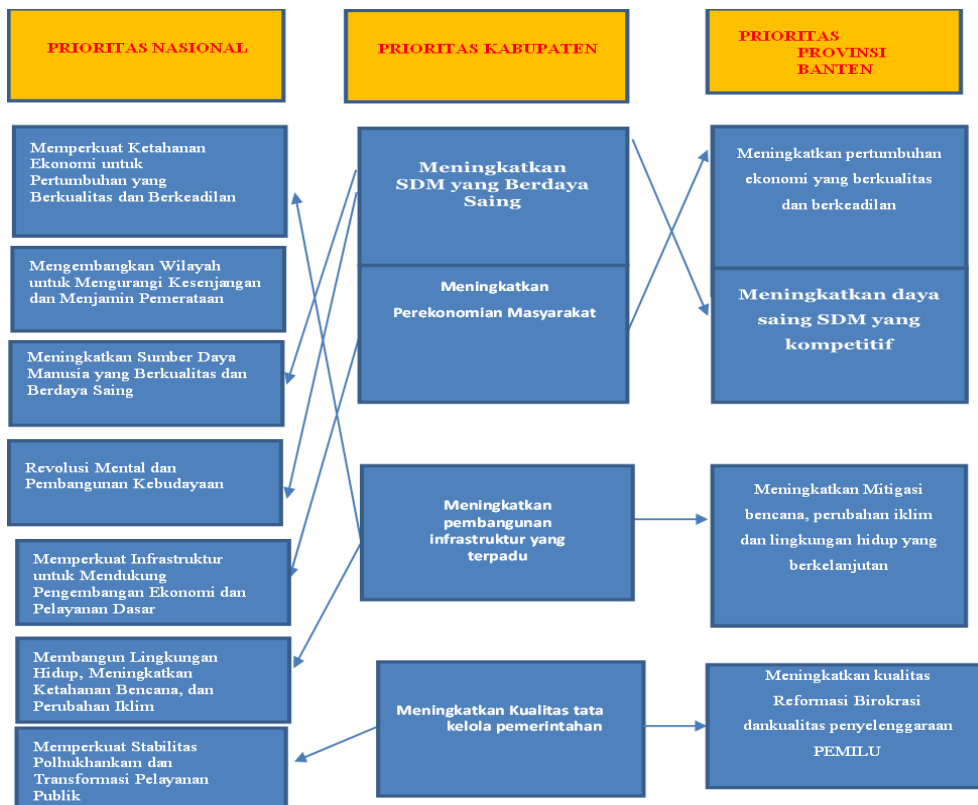 PRIORITAS NASIONAL
PRIORITAS KABUPATEN
PRIORITAS
PROVINSI
BANTEN
Memperkuat Ketahanan
Ekonomi untuk
Pertumbuhan yang
Berkualitas dan Berkeadilan
Mengembangkan Wilayah
untuk Mengurangi Kesenjangan
dan Menjamin Pemerataan
Meningkatkan Sumber Daya
Manusia yang Berkualitas dan
Berdaya Saing
Revolusi Mental dan
Pembangunan Kebudayaan
Memperkuat Infrastruktur
untuk Mendukung
Pengembangan Ekonomi dan
Pelayanan Dasar
Membangun Lingkungan
Hidup, Meningkatkan
Ketahanan Bencana, dan
Perubahan Iklim
Memperkuat Stabilitas
Polhukhankam dan
Transformasi Pelayanan
Publik
Meningkatkan
SDM yang Berdaya
Saing
Meningkatkan
Perekonomian Masyarakat
Meningkatkan
pembangunan
infrastruktur yang
terpadu
Meningkatkan Kualitas tata
kelola pemerintahan
Meningkatkan pertumbuhan
ekonomi yang berkualitas
dan berkeadilan
Meningkatkan daya
saing SDM yang
kompetitif
Meningkatkan Mitigasi
bencana, perubahan iklim
dan lingkungan hidup yang
berkelanjutan
Meningkatkan kualitas
Reformasi Birokrasi
dankualitas penyelenggaraan
PEMILU